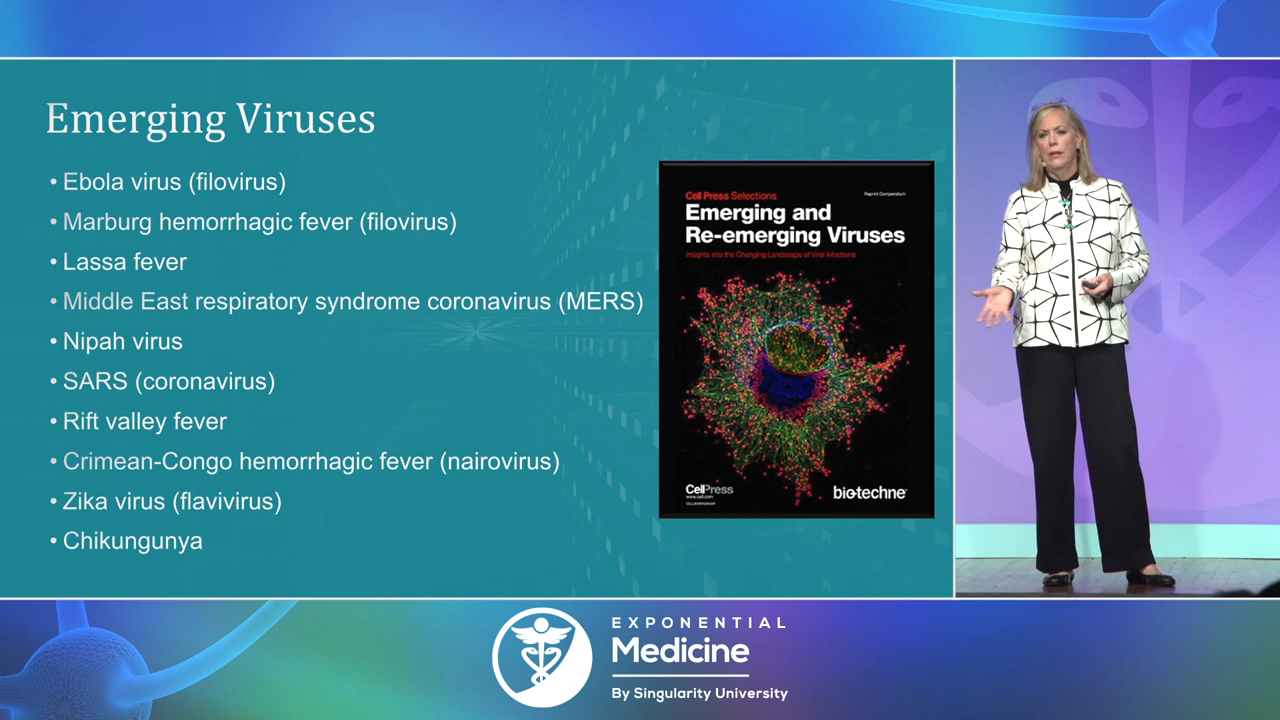 Emerging Viruses
• Ebola virus (filovirus)
• Marburg hemorrhagic fever (filovirus)
• Lassa fever
• Middle East respiratory syndrome coronavirus (MERS)
• Nipah virus
• SARS (coronavirus)
• Rift valley fever
• Crimean-Congo hemorrhagic fever (nairovirus)
• Zika virus (flavivirus)
• Chikungunya
Cell Press Selections
Reprint Compendium
Emerging and
Re-emerging Viruses
Insights into the Changing Landscape of Viral Infections
CellPress
www.cell.com
bio-techne
EXPONENTIAL
Medicine
By Singularity University